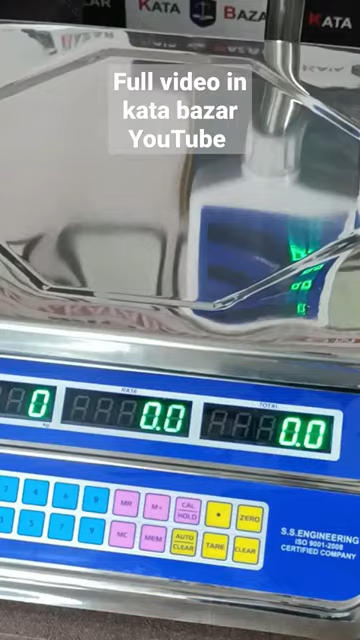 KATA BAZA
KATA
Full video in
kata bazar
YouTube
RATE
TOTAL
0
0.0
0.0
kg
MR
M+
CAL
HOLD
ZERO
MC
MEM
AUTO
CLEAR
TARE
CLEAR
S.S.ENGINEERING
ISO 9001-2008
CERTIFIED COMPANY